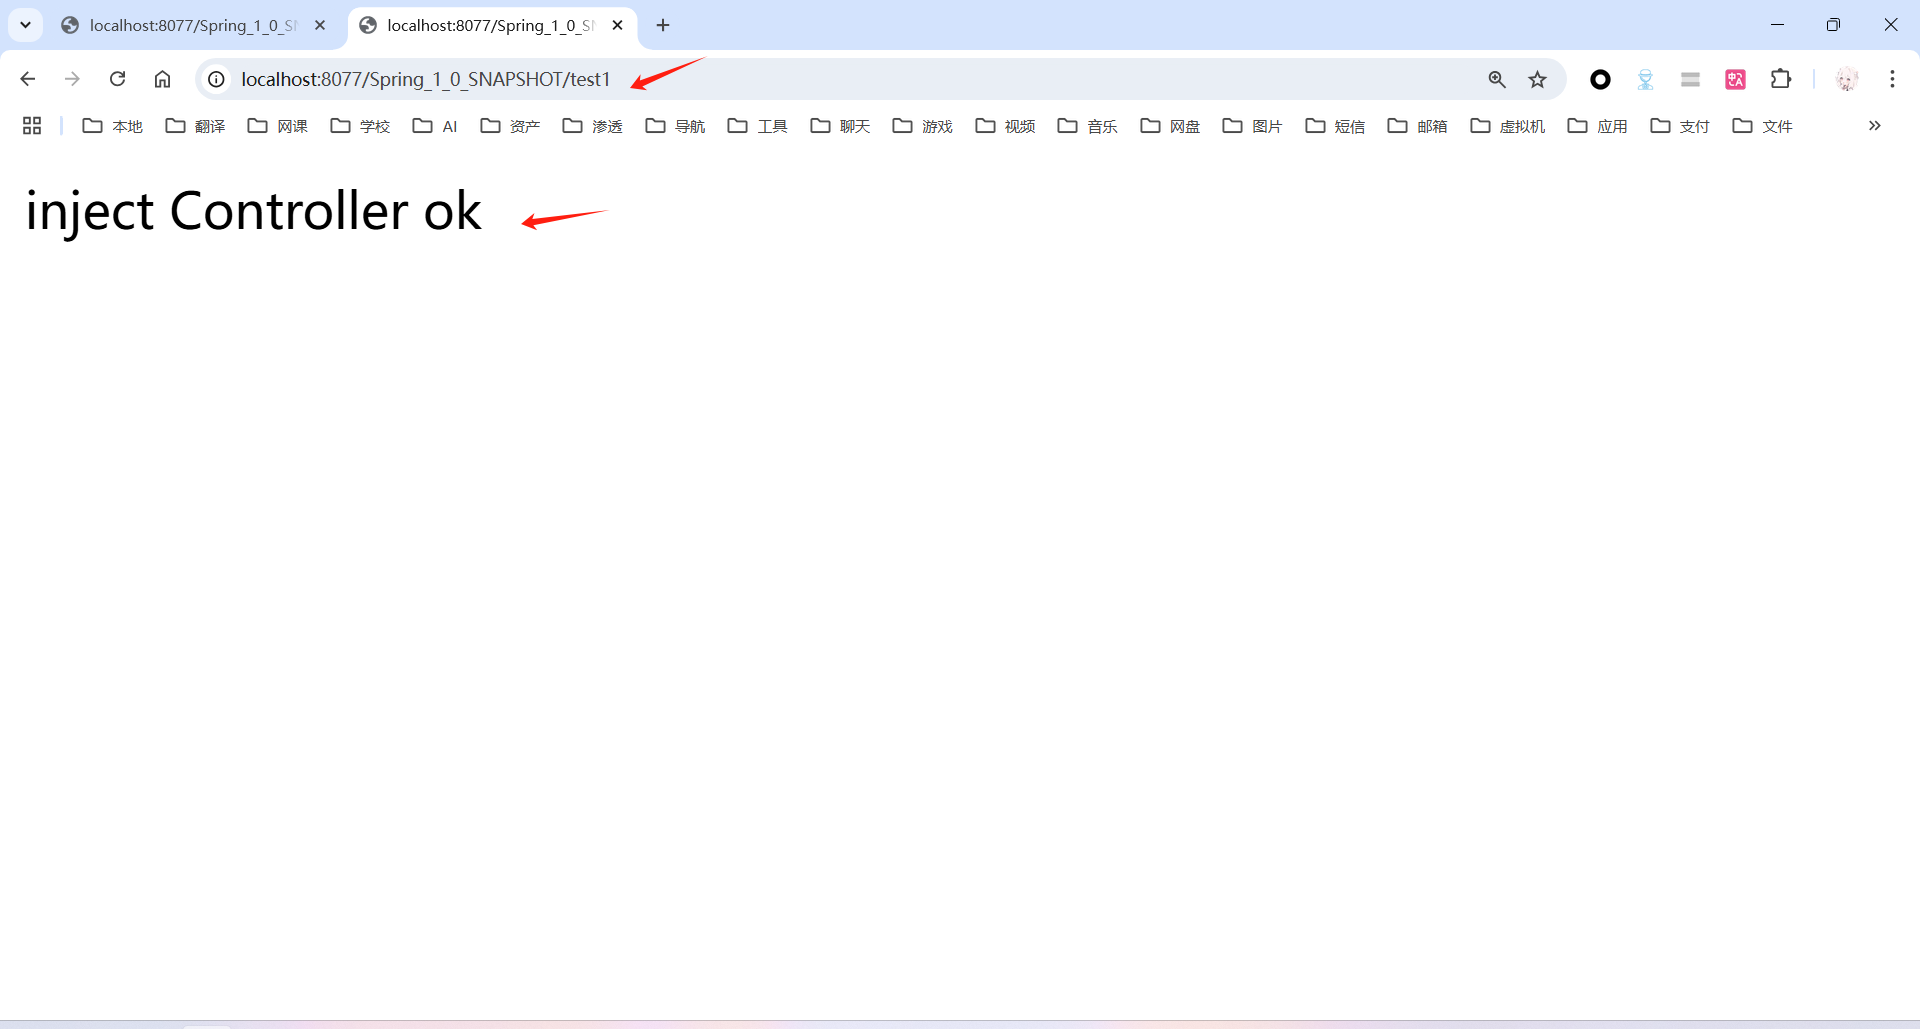 localhost:8077/Spring_1_0_S
localhost:8077/Spring_1_0_S
localhost:8077/Spring_1_0_SNAPSHOT/test1
本地 翻译 网课 学校 AI 资产 渗透 导航 工具 聊天 游戏 视频 音乐 网盘 图片 短信 邮箱 虚拟机 应用 支付 文件
inject Controller ok